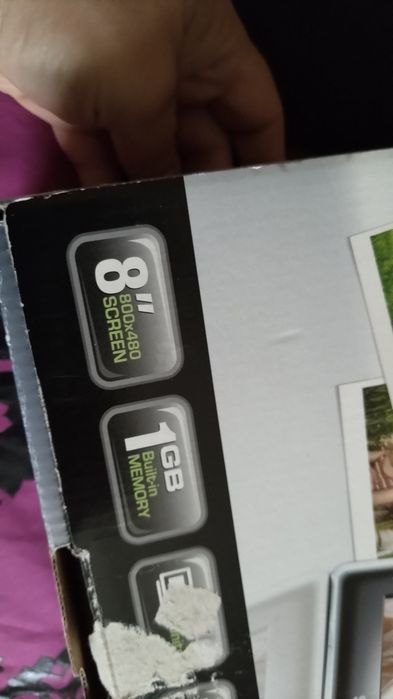 8"
800x480
SCREEN
1GB
Built-in
MEMORY